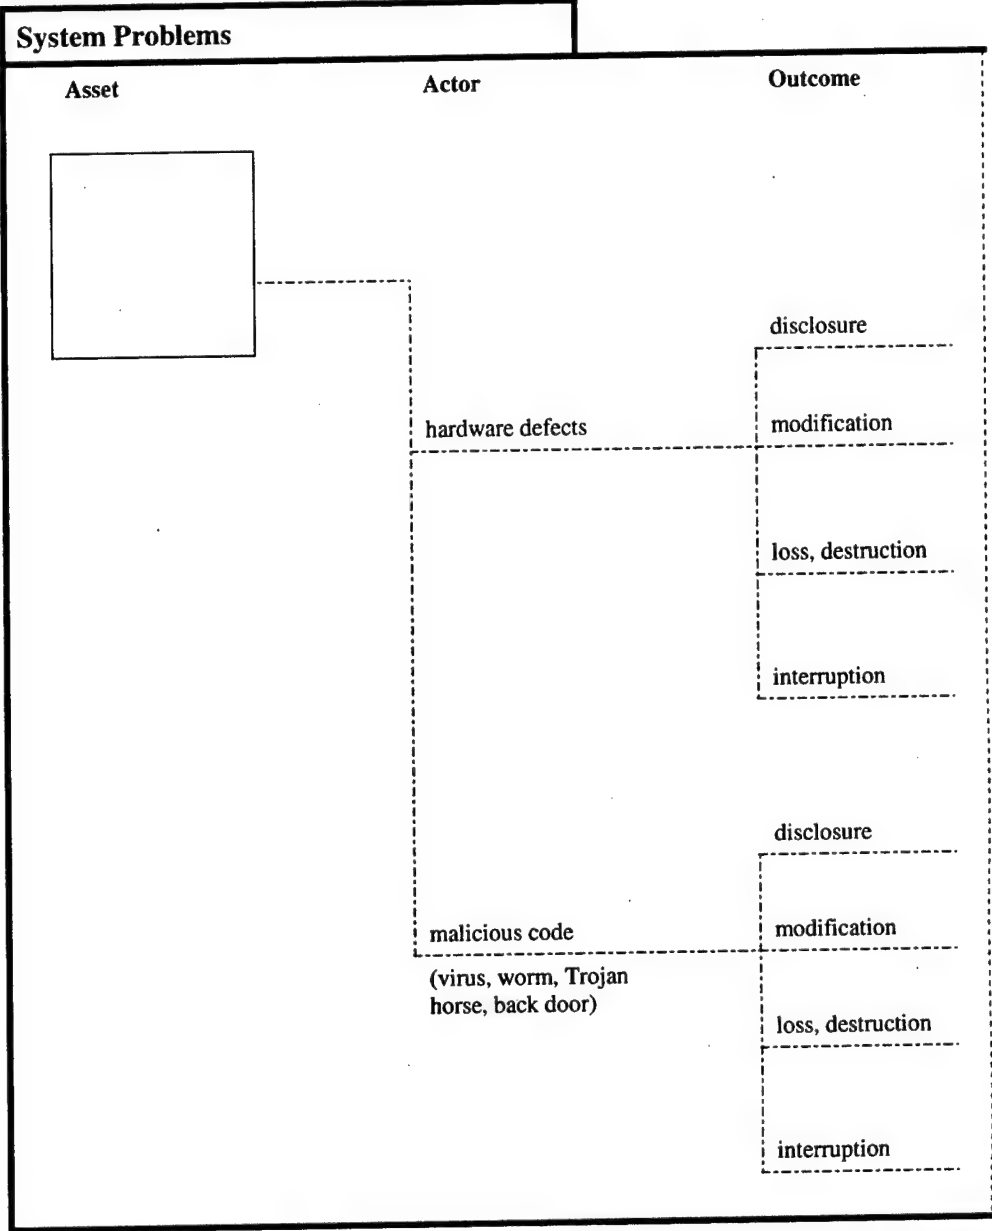 System Problems
Asset Actor Outcome
disclosure
hardware defects modification
loss, destruction
interruption
disclosure
malicious code modification
(virus, worm, Trojan
horse, back door)
loss, destruction
interruption